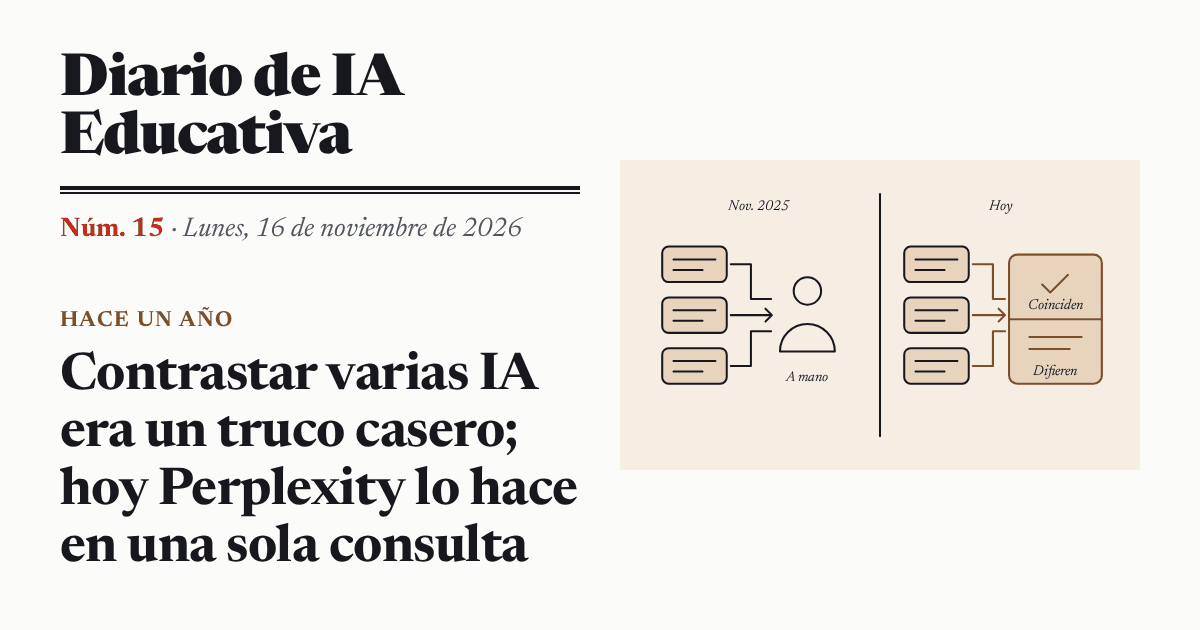 Diario de IA
Educativa
Núm. 15 · Lunes, 16 de noviembre de 2026
HACE UN AÑO
Contrastar varias IA
era un truco casero;
hoy Perplexity lo hace
en una sola consulta
Nov. 2025
A mano
Hoy
Coinciden
Difieren